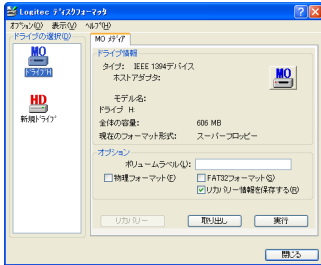 Logitec ディスクフォーマッタ
オプション(O) 表示(V) ヘルプ(H)
ドライブの選択(D)
MO
ドライブH
HD
新規ドライブ
MO メディア
ドライブ情報
タイプ: IEEE 1394デバイス
ホストアダプタ:
MO
モデル名:
ドライブ H:
全体の容量: 606 MB
現在のフォーマット形式: スーパーフロッピー
オプション
ボリュームラベル(L):
物理フォーマット(F)
FAT32フォーマット(S)
リカバリー情報を保存する(R)
リカバリー
取り出し
実行
閉じる